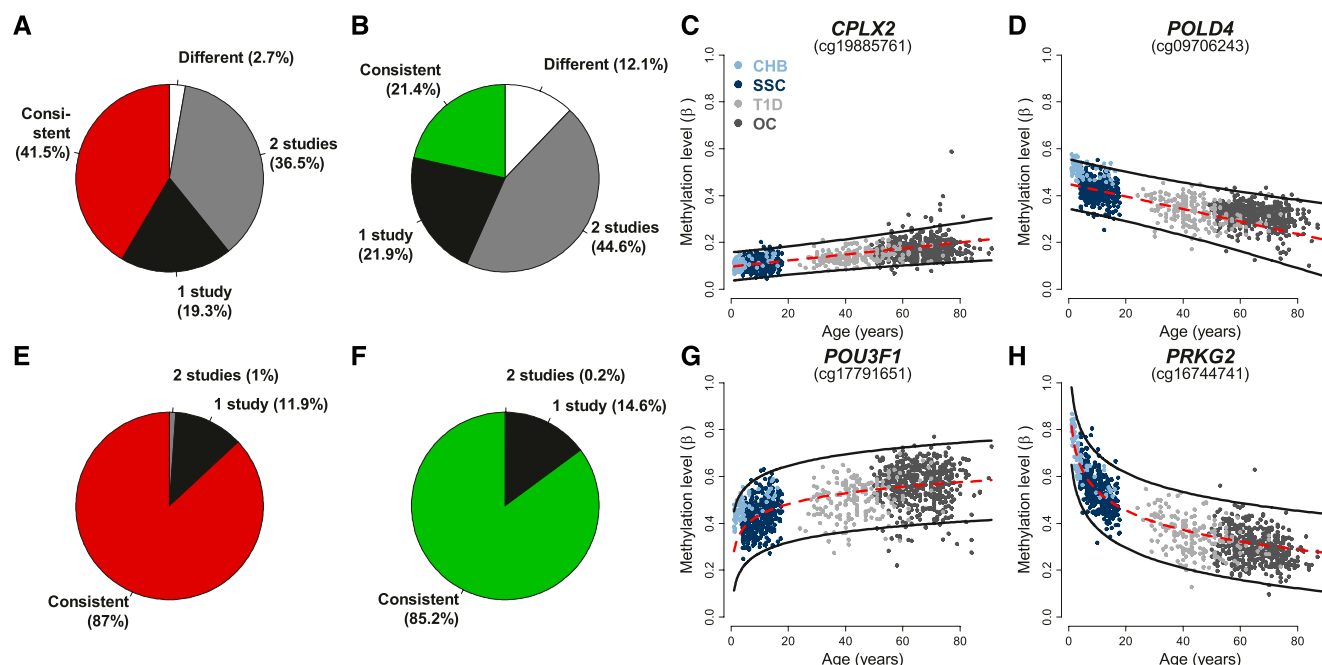 A
Different (2.7%)
Consi-
stent
(41.5%)
2 studies
(36.5%)
1 study
(19.3%)
B
Consistent
(21.4%)
Different (12.1%)
1 study
(21.9%)
2 studies
(44.6%)
C
CPLX2
(cg19885761)
CHB
SSC
T1D
OC
Methylation level (β)
0.0 0.2 0.4 0.6 0.8 1.0
0 20 40 60 80
Age (years)
D
POLD4
(cg09706243)
Methylation level (β)
0.0 0.2 0.4 0.6 0.8 1.0
0 20 40 60 80
Age (years)
E
2 studies (1%)
1 study (11.9%)
Consistent
(87%)
F
2 studies (0.2%)
1 study (14.6%)
Consistent
(85.2%)
G
POU3F1
(cg17791651)
Methylation level (β)
0.0 0.2 0.4 0.6 0.8 1.0
0 20 40 60 80
Age (years)
H
PRKG2
(cg16744741)
Methylation level (β)
0.0 0.2 0.4 0.6 0.8 1.0
0 20 40 60 80
Age (years)